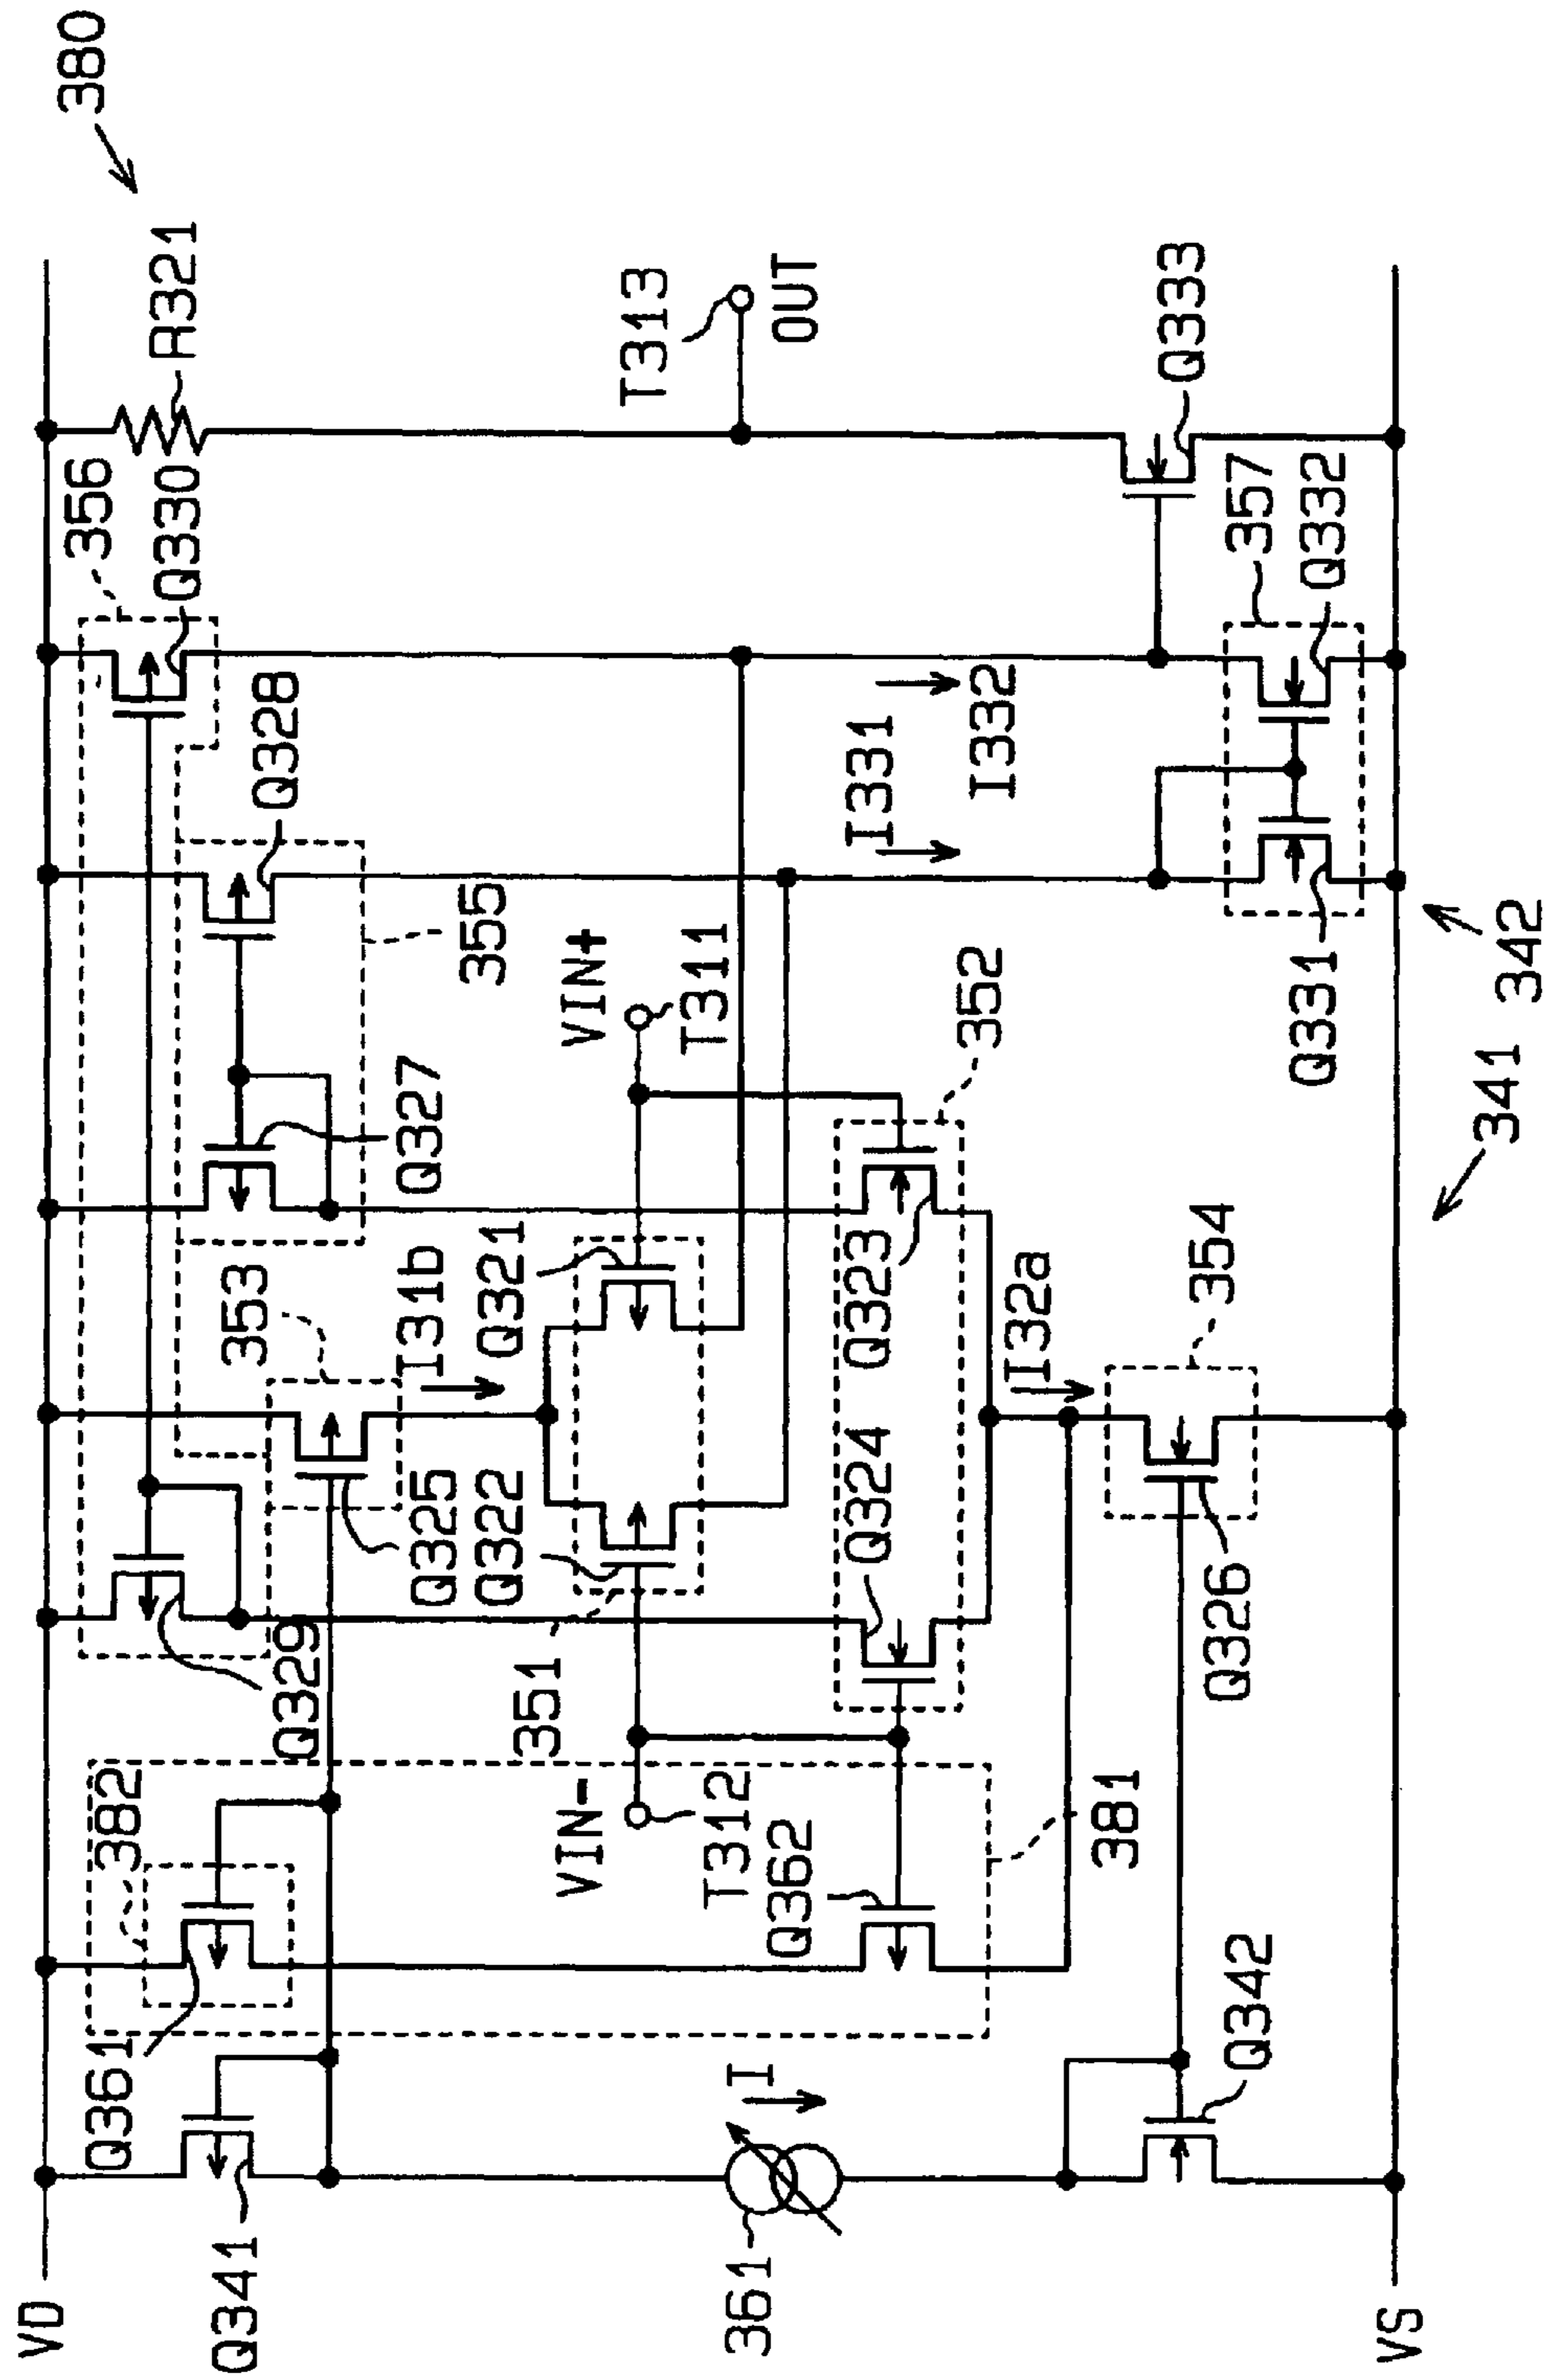 VD
380
Q361
382
356
Q341
Q329
353
R321
Q330
Q328
Q325
I31b
Q327
355
Q322
Q321
351
VIN-
VIN+
T313
T312
T311
OUT
361
I
Q362
Q324
Q323
I331
352
I332
I32a
381
354
Q333
Q326
357
Q342
Q331
Q332
VS
341
342